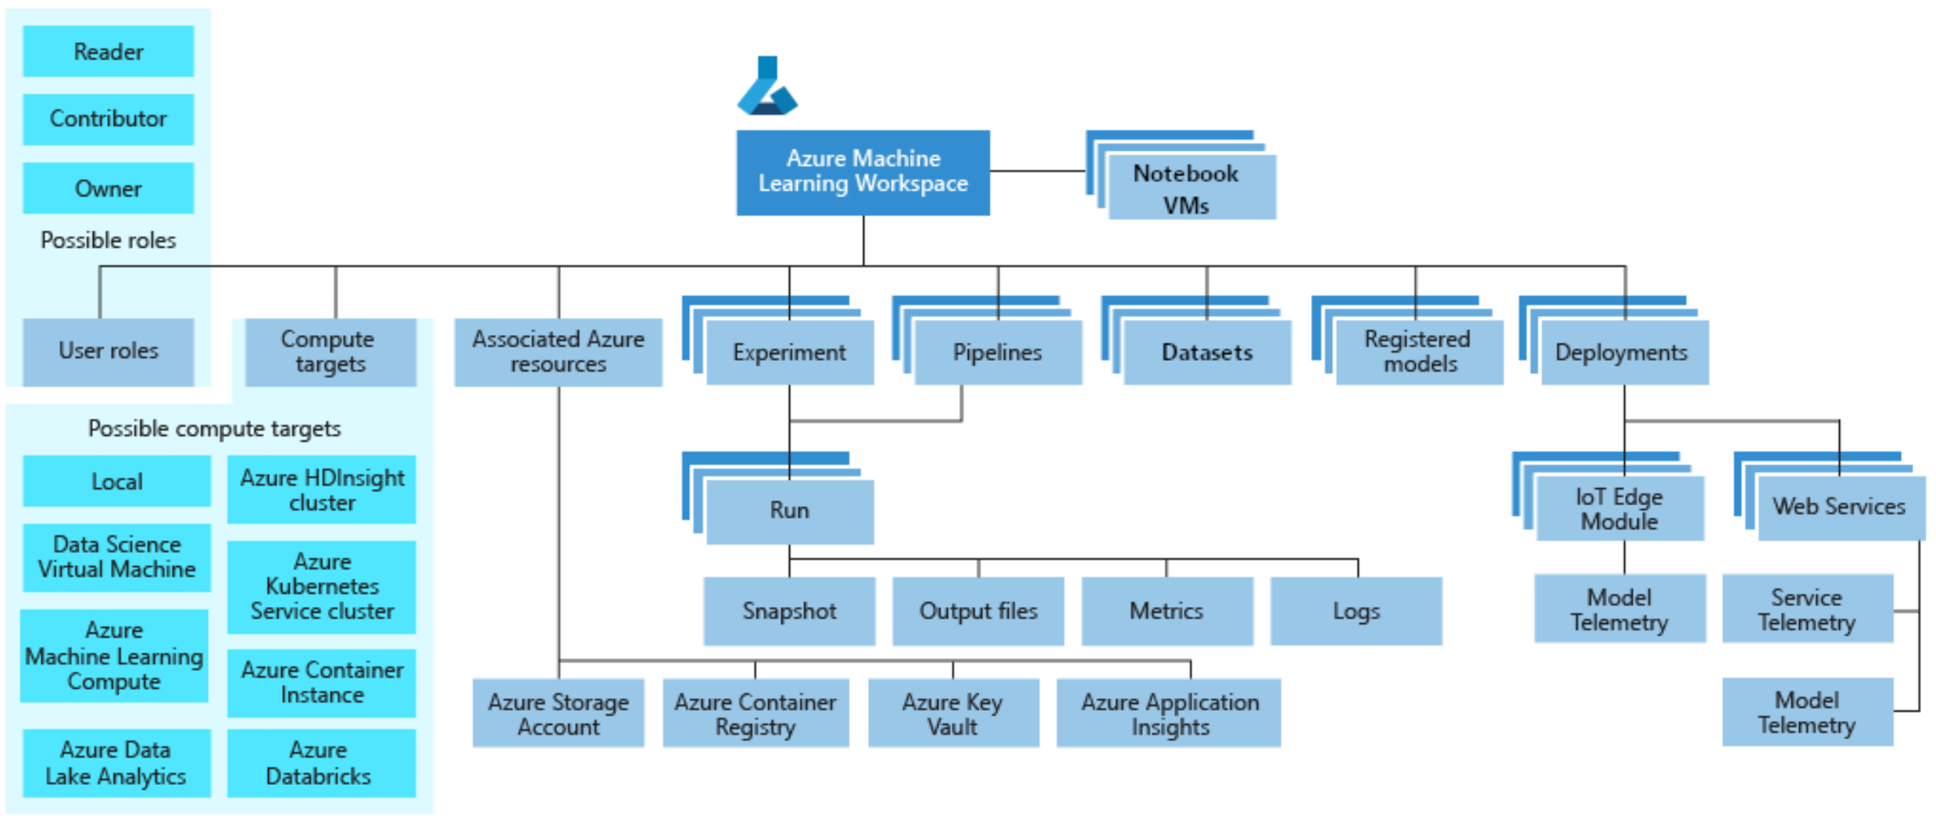 Reader
Contributor
Owner
Possible roles
Azure Machine
Learning Workspace
Notebook
VMs
User roles
Compute
targets
Associated Azure
resources
Experiment
Pipelines
Datasets
Registered
models
Deployments
Possible compute targets
Local
Azure HDInsight
cluster
Data Science
Virtual Machine
Azure
Kubernetes
Service cluster
Azure
Machine Learning
Compute
Azure Container
Instance
Azure Data
Lake Analytics
Azure
Databricks
Run
IoT Edge
Module
Web Services
Snapshot
Output files
Metrics
Logs
Model
Telemetry
Service
Telemetry
Azure Storage
Account
Azure Container
Registry
Azure Key
Vault
Azure Application
Insights
Model
Telemetry